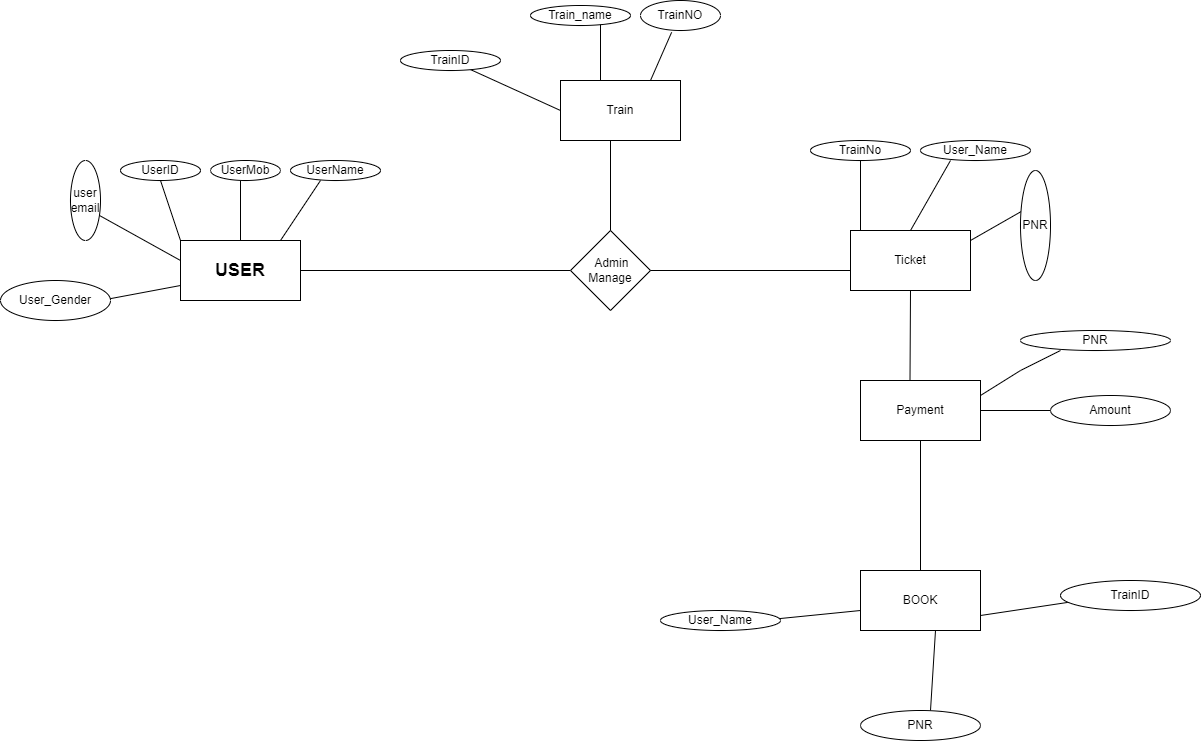 Train_name
TrainNO
TrainID
Train
TrainNo
User_Name
UserID
UserMob
UserName
user
email
PNR
USER
Admin
Manage
Ticket
User_Gender
PNR
Payment
Amount
BOOK
TrainID
User_Name
PNR